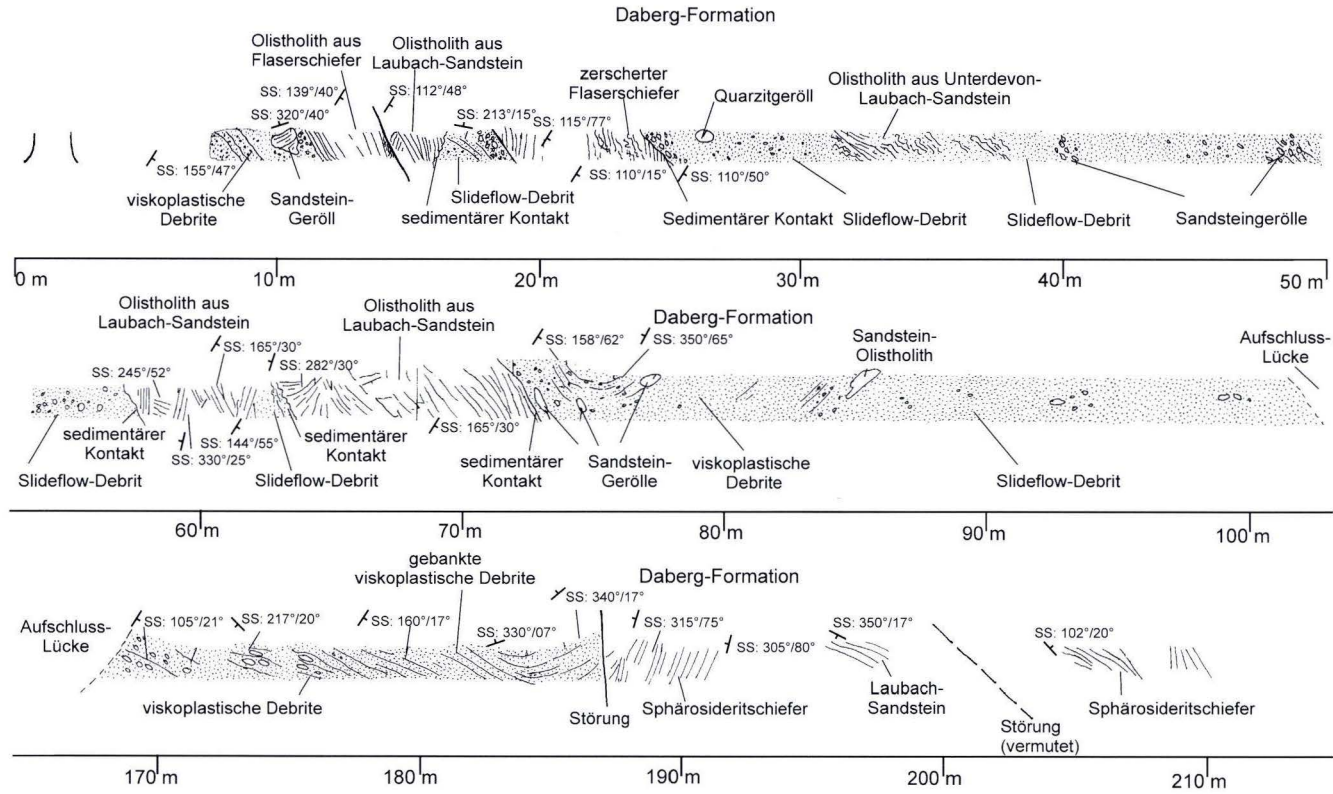 Daberg-Formation
Olistholith aus
Flaserschiefer
Olistholith aus
Laubach-Sandstein
SS: 139°/40°
SS: 112°/48°
SS: 320°/40°
SS: 213°/15°
SS: 115°/77°
zerscherter
Flaserschiefer
Quarzitgeröll
Olistholith aus Unterdevon-
Laubach-Sandstein
SS: 155°/47°
SS: 110°/15°
SS: 110°/50°
viskoplastische
Debrite
Sandstein-
Geröll
Slideflow-Debrit
sedimentärer Kontakt
Sedimentärer Kontakt
Slideflow-Debrit
Slideflow-Debrit
Sandsteingerölle
0 m
10 m
20 m
30 m
40 m
50 m
Olistholith aus
Laubach-Sandstein
Olistholith aus
Laubach-Sandstein
Daberg-Formation
SS: 165°/30°
SS: 282°/30°
SS: 158°/62°
SS: 350°/65°
SS: 245°/52°
Sandstein-
Olistholith
Aufschluss-
Lücke
sedimentärer
Kontakt
SS: 144°/55°
SS: 330°/25°
sedimentärer
Kontakt
SS: 165°/30°
sedimentärer
Kontakt
Sandstein-
Gerölle
viskoplastische
Debrite
Slideflow-Debrit
Slideflow-Debrit
Slideflow-Debrit
60 m
70 m
80 m
90 m
100 m
gebankte
viskoplastische Debrite
Daberg-Formation
Aufschluss-
Lücke
SS: 105°/21°
SS: 217°/20°
SS: 160°/17°
SS: 330°/07°
SS: 340°/17°
SS: 315°/75°
SS: 305°/80°
SS: 350°/17°
SS: 102°/20°
viskoplastische Debrite
Störung
Sphärosideritschiefer
Laubach-
Sandstein
Störung
(vermutet)
Sphärosideritschiefer
170 m
180 m
190 m
200 m
210 m